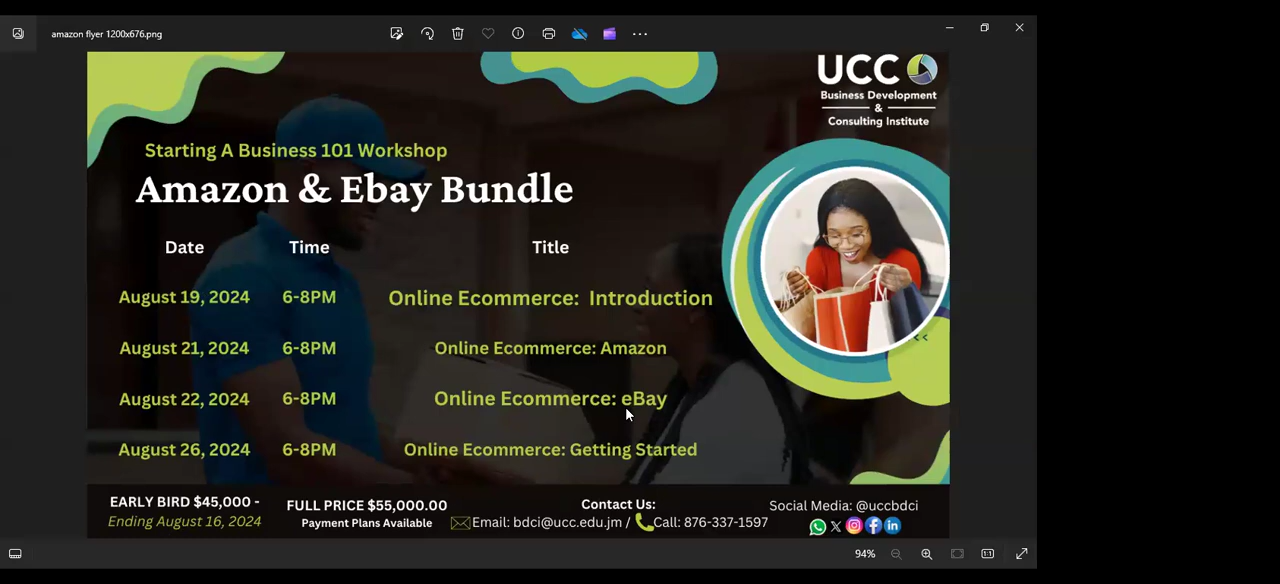 amazon flyer 1200x676.png
UCC
Business Development
&
Consulting Institute
Starting A Business 101 Workshop
Amazon & Ebay Bundle
Date Time Title
August 19, 2024 6-8PM Online Ecommerce: Introduction
August 21, 2024 6-8PM Online Ecommerce: Amazon
August 22, 2024 6-8PM Online Ecommerce: eBay
August 26, 2024 6-8PM Online Ecommerce: Getting Started
EARLY BIRD $45,000 -
Ending August 16, 2024
FULL PRICE $55,000.00
Payment Plans Available
Contact Us:
Email: bdci@ucc.edu.jm / Call: 876-337-1597
Social Media: @uccbdci
94%